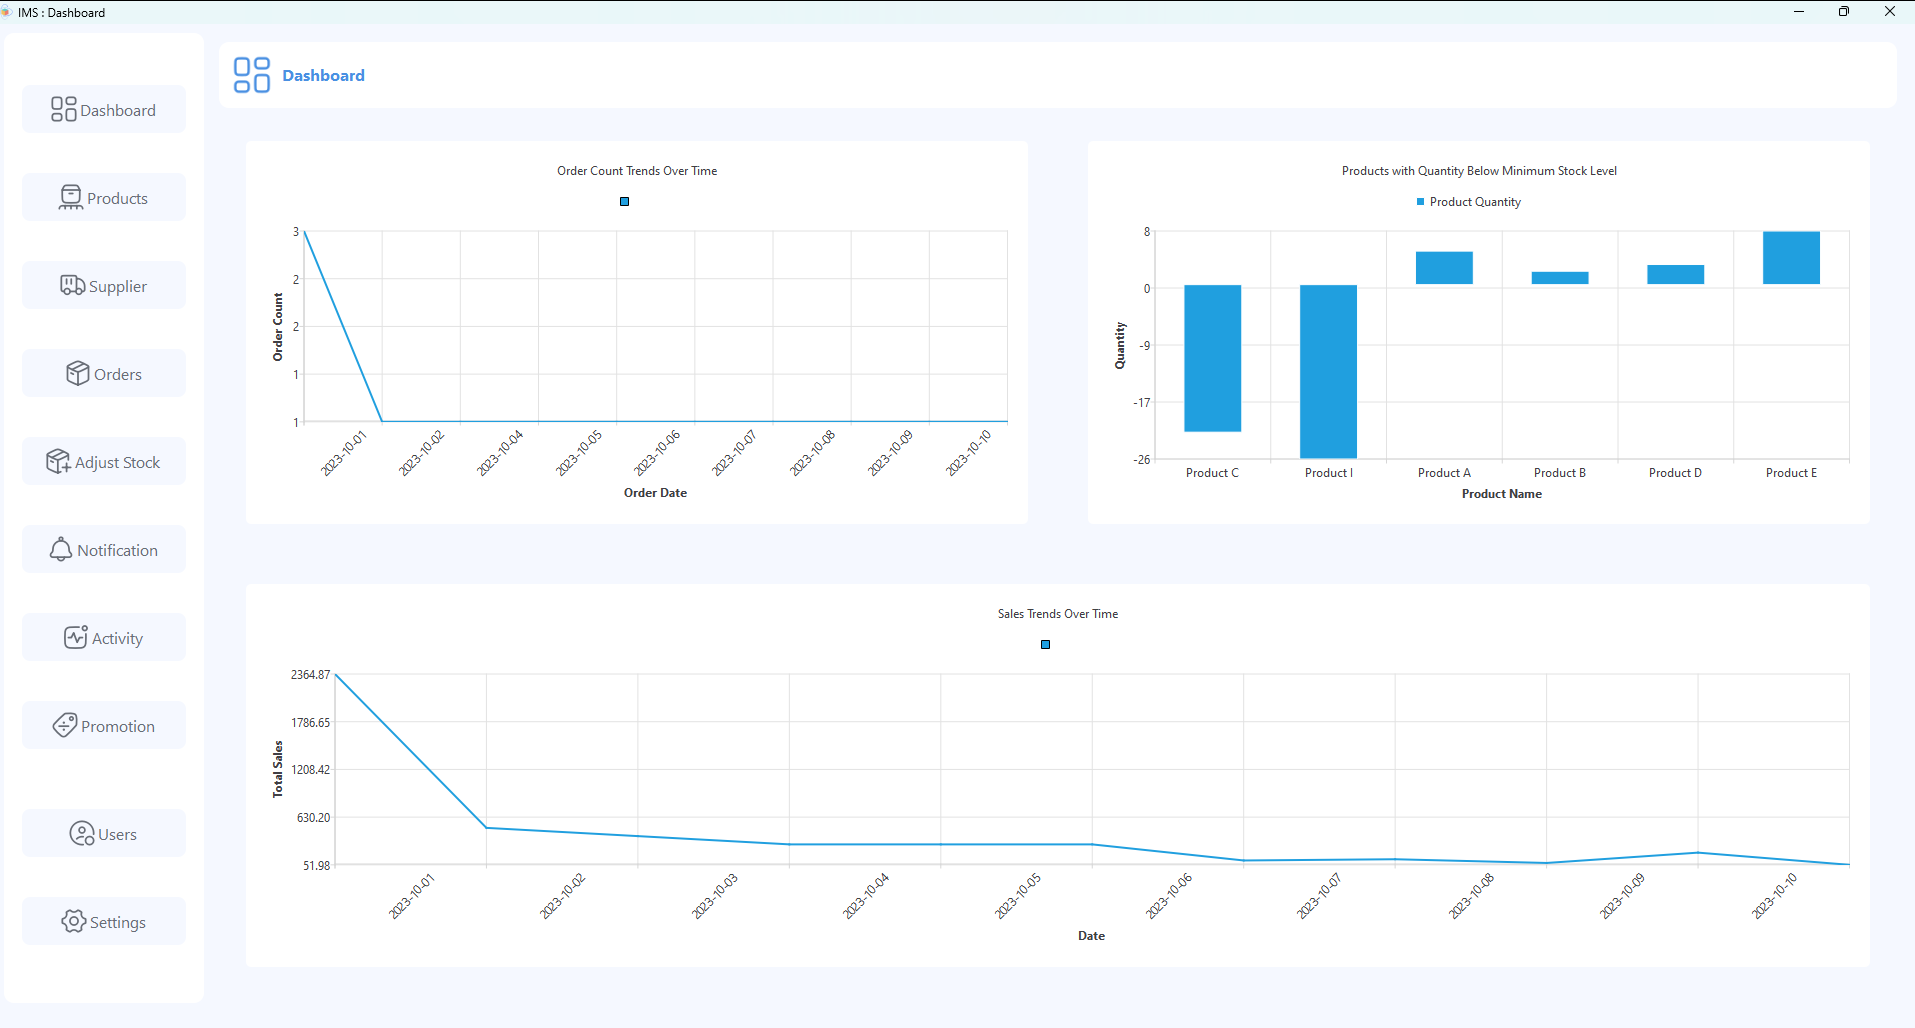 IMS : Dashboard
Dashboard
Products
Supplier
Orders
Adjust Stock
Notification
Activity
Promotion
Users
Settings
Dashboard
Order Count Trends Over Time
3
2
2
1
1
Order Count
2023-10-01
2023-10-02
2023-10-04
2023-10-05
2023-10-06
2023-10-07
2023-10-08
2023-10-09
2023-10-10
Order Date
Products with Quantity Below Minimum Stock Level
Product Quantity
8
0
-9
-17
-26
Quantity
Product C
Product I
Product A
Product B
Product D
Product E
Product Name
Sales Trends Over Time
2364.87
1786.65
1208.42
630.20
51.98
Total Sales
2023-10-01
2023-10-02
2023-10-03
2023-10-04
2023-10-05
2023-10-06
2023-10-07
2023-10-08
2023-10-09
2023-10-10
Date